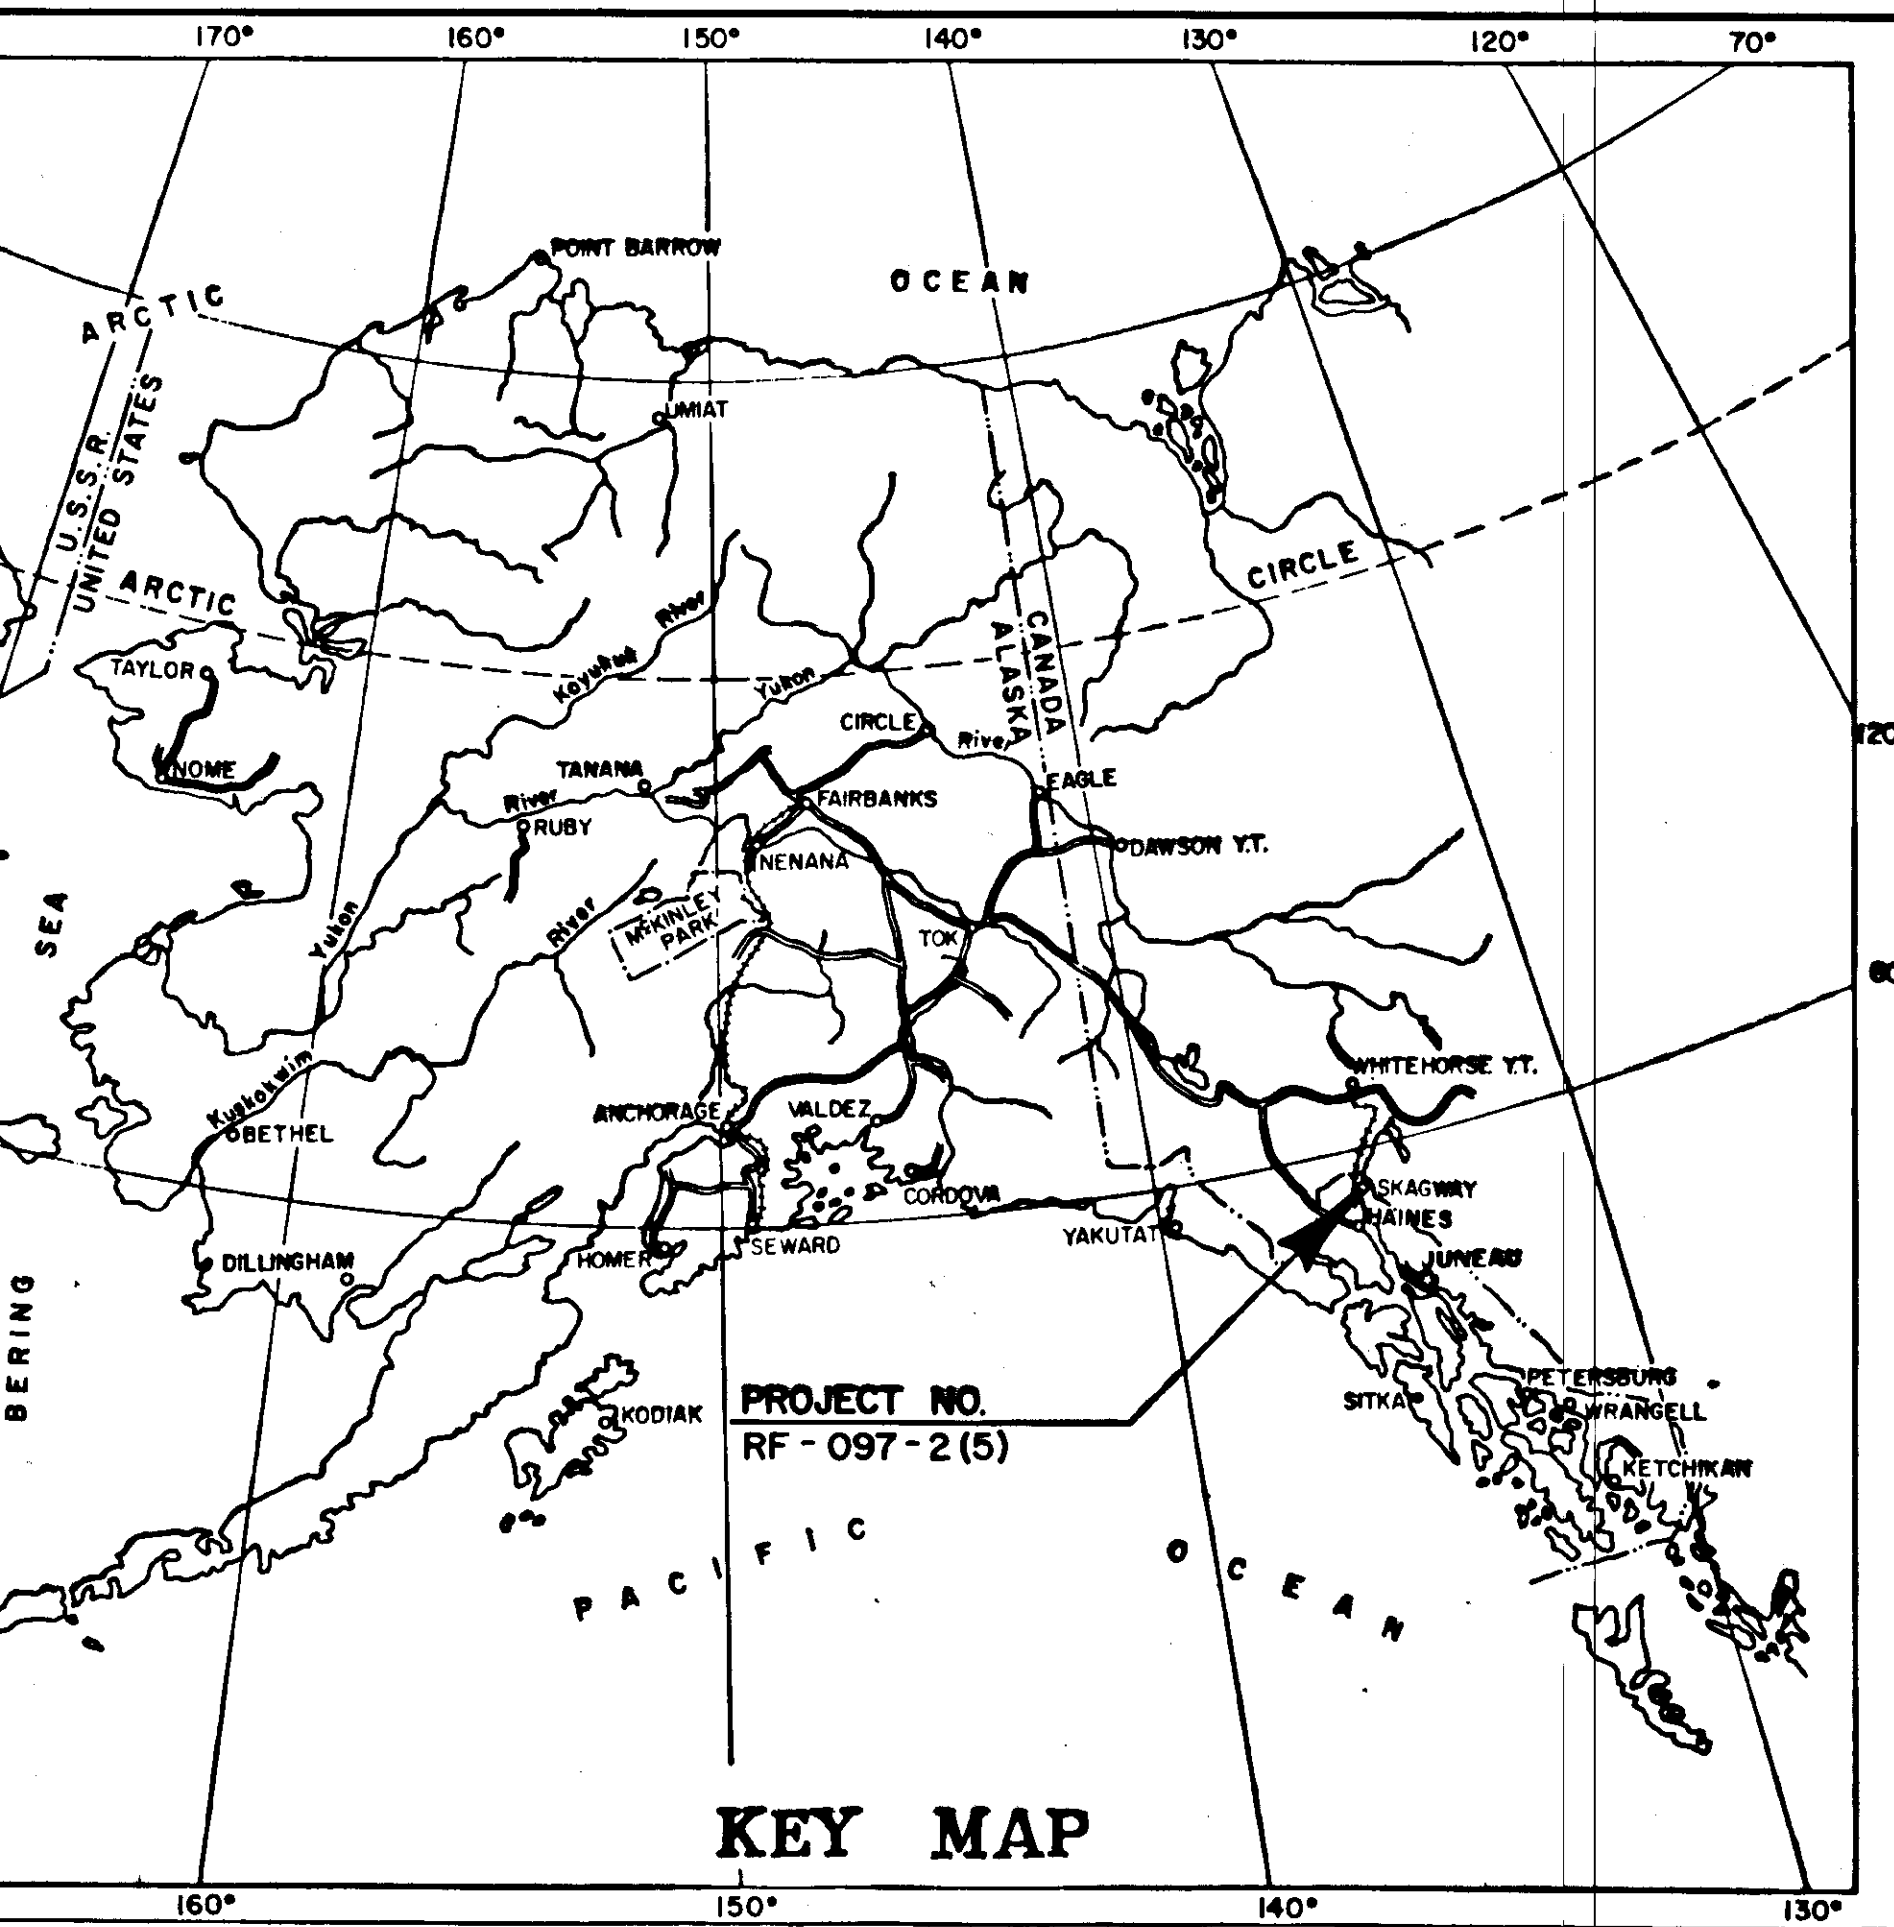 170° 160° 150° 140° 130° 120° 70°
POINT BARROW
OCEAN
ARCTIC
UMIAT
U.S.S.R.
UNITED STATES
ARCTIC
CIRCLE
CANADA
ALASKA
Koyukuk River
TAYLOR
Yukon
CIRCLE
River
120
NOME
TANANA
EAGLE
River
FAIRBANKS
RUBY
NENANA
DAWSON Y.T.
SEA
Yukon
River
McKINLEY
PARK
TOK
60
WHITEHORSE Y.T.
Kuskokwim
ANCHORAGE
VALDEZ
BETHEL
CORDOVA
SKAGWAY
HAINES
YAKUTAT
SEWARD
HOMER
DILLINGHAM
JUNEAU
BERING
PETERSBURG
SITKA
WRANGELL
KODIAK
PROJECT NO.
RF-097-2(5)
KETCHIKAN
PACIFIC
OCEAN
KEY MAP
160° 150° 140° 130°